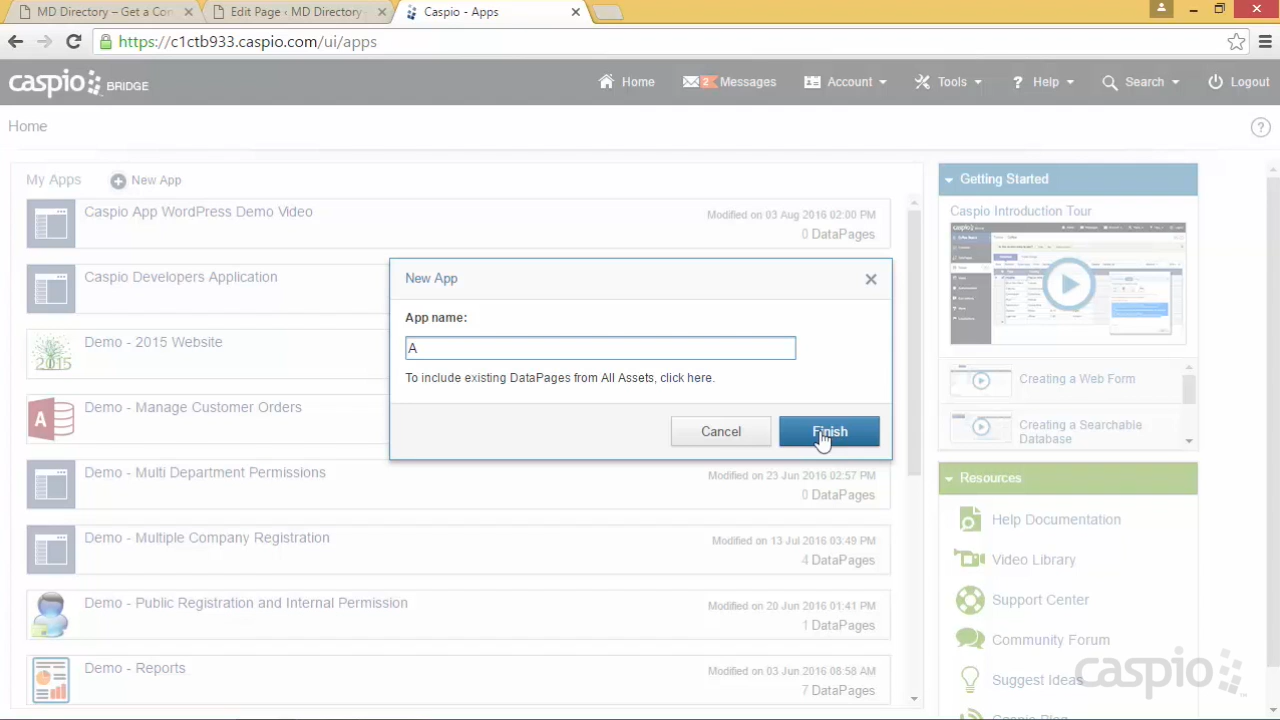 MD Directory – Get a Con
Edit Page ‹ MD Directory
Caspio - Apps
https://c1ctb933.caspio.com/ui/apps
caspio BRIDGE
Home
2
Messages
Account
Tools
? Help
Search
Logout
Home
?
My Apps
New App
Caspio App WordPress Demo Video
Modified on 03 Aug 2016 02:00 PM
0 DataPages
Caspio Developers Application
Demo - 2015 Website
2015
Demo - Manage Customer Orders
A
Demo - Multi Department Permissions
Modified on 23 Jun 2016 02:57 PM
0 DataPages
Demo - Multiple Company Registration
Modified on 13 Jul 2016 03:49 PM
4 DataPages
Demo - Public Registration and Internal Permission
Modified on 20 Jun 2016 01:41 PM
1 DataPages
Demo - Reports
Modified on 03 Jun 2016 08:58 AM
7 DataPages
New App
App name:
A
To include existing DataPages from All Assets, click here.
Cancel
Finish
Getting Started
Caspio Introduction Tour
Creating a Web Form
Creating a Searchable
Database
Resources
Help Documentation
Video Library
Support Center
Community Forum
Suggest Ideas
Caspio Blog
caspio